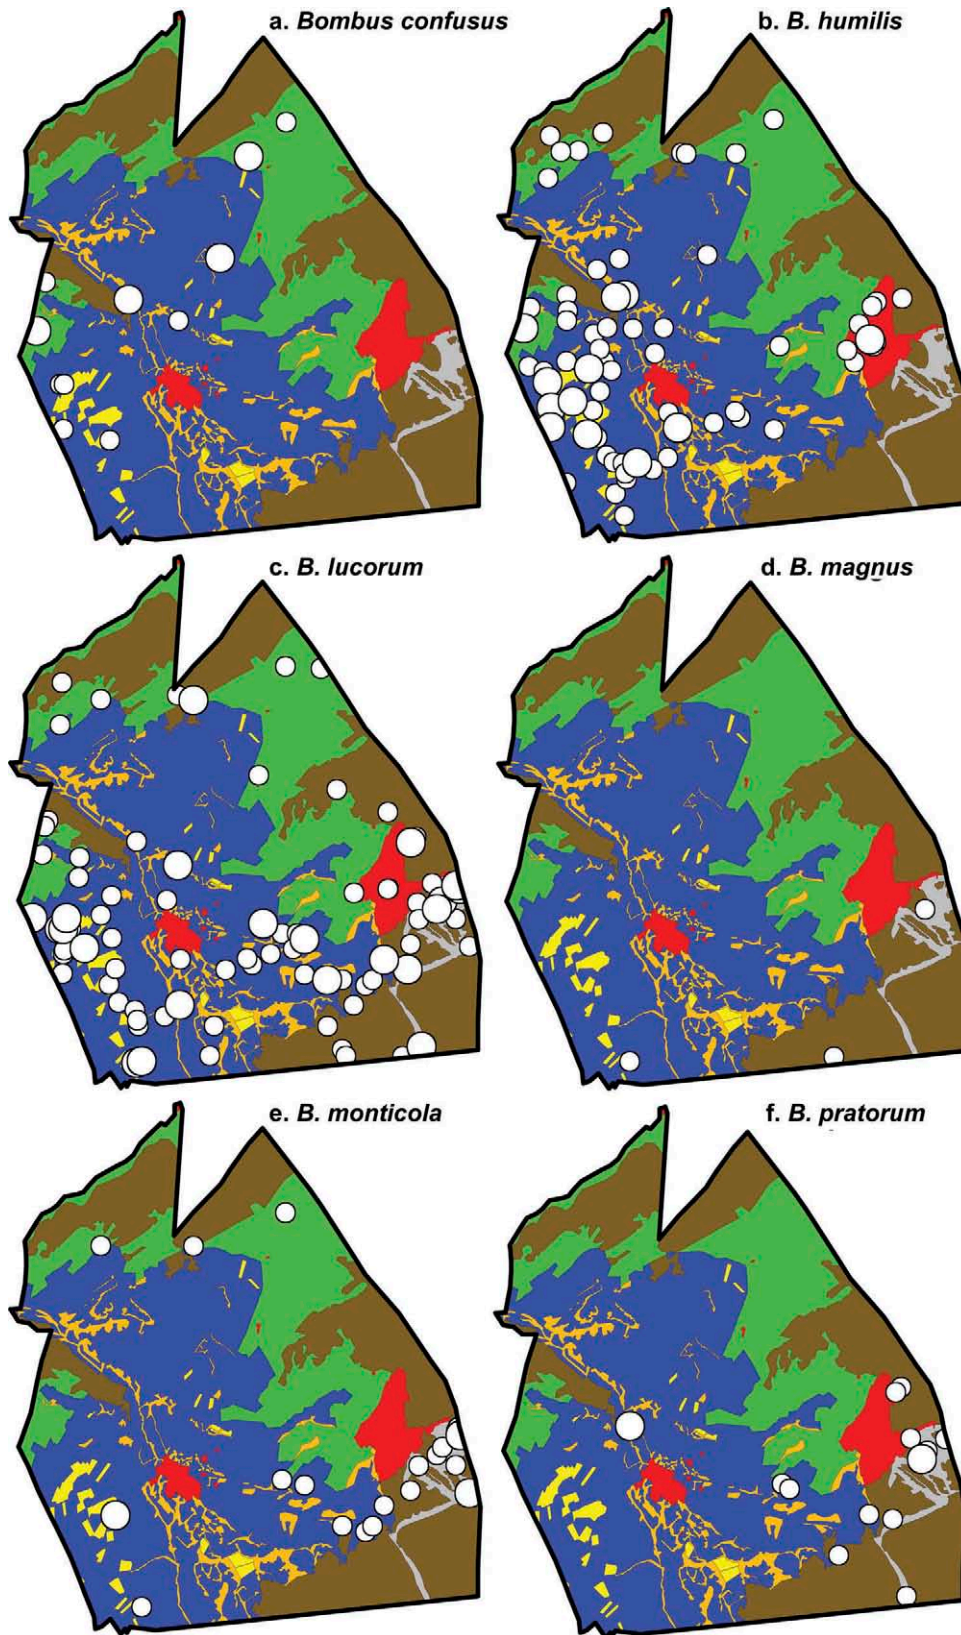 a. Bombus confusus
b. B. humilis
c. B. lucorum
d. B. magnus
e. B. monticola
f. B. pratorum